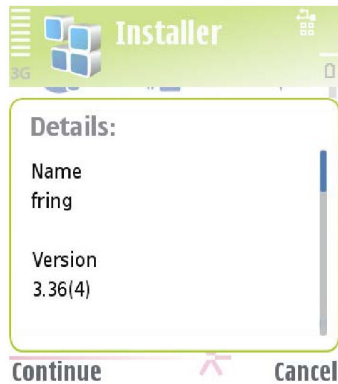 Installer
3G
Details:
Name
fring
Version
3.36(4)
Continue
Cancel